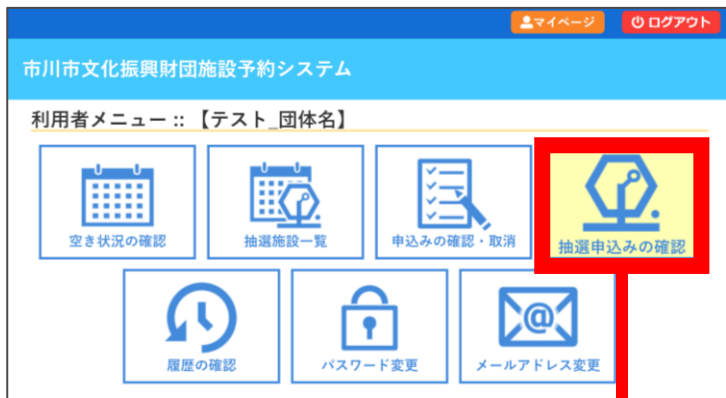 マイページ ログアウト
市川市文化振興財団施設予約システム
利用者メニュー :: 【テスト_団体名】
空き状況の確認 抽選施設一覧 申込みの確認・取消 抽選申込みの確認
履歴の確認 パスワード変更 メールアドレス変更